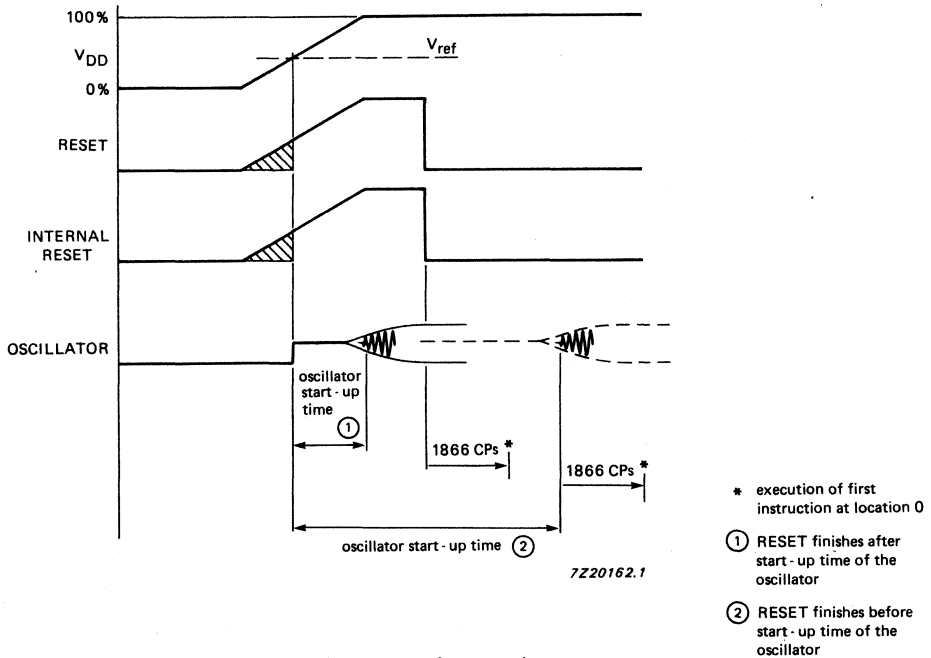 100%
VDD
Vref
0%
RESET
INTERNAL
RESET
OSCILLATOR
oscillator
start-up
time
1
1866 CPs *
1866 CPs *
oscillator start-up time 2
7Z20162.1
* execution of first
instruction at location 0
1 RESET finishes after
start-up time of the
oscillator
2 RESET finishes before
start-up time of the
oscillator